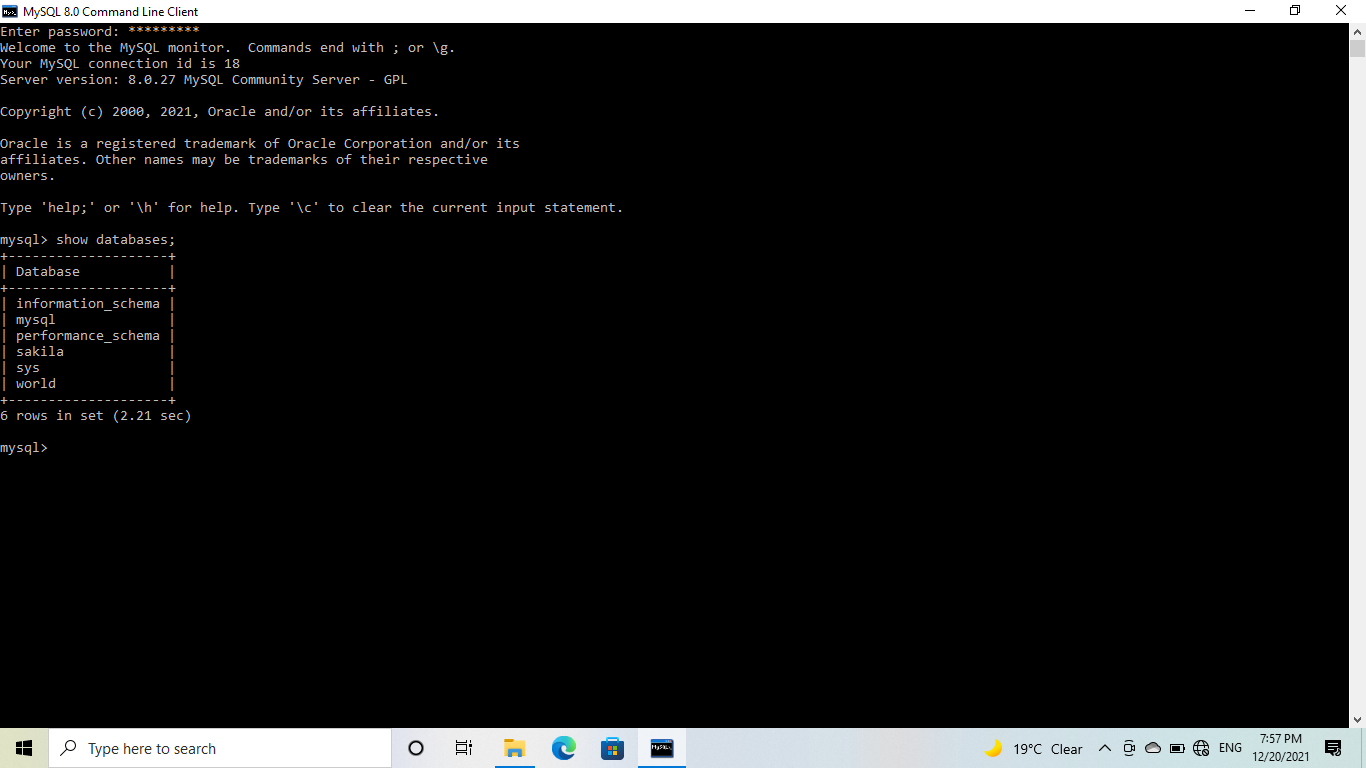 MySQL 8.0 Command Line Client
Enter password: *********
Welcome to the MySQL monitor.  Commands end with ; or \g.
Your MySQL connection id is 18
Server version: 8.0.27 MySQL Community Server - GPL
Copyright (c) 2000, 2021, Oracle and/or its affiliates.
Oracle is a registered trademark of Oracle Corporation and/or its
affiliates. Other names may be trademarks of their respective
owners.
Type 'help;' or '\h' for help. Type '\c' to clear the current input statement.
mysql> show databases;
+--------------------+
| Database           |
+--------------------+
| information_schema |
| mysql              |
| performance_schema |
| sakila             |
| sys                |
| world              |
+--------------------+
6 rows in set (2.21 sec)
mysql>
Type here to search
19°C Clear
ENG
7:57 PM
12/20/2021